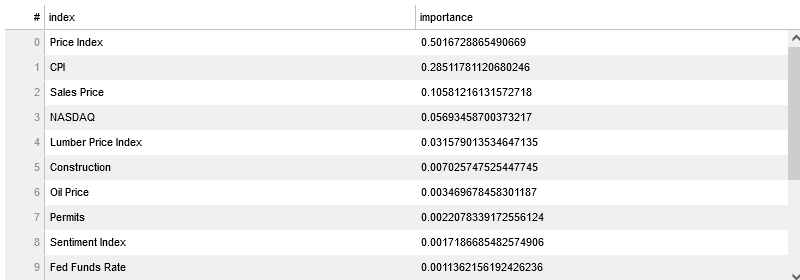 # index importance
0 Price Index 0.5016728865490669
1 CPI 0.28511781120680246
2 Sales Price 0.10581216131572718
3 NASDAQ 0.05693458700373217
4 Lumber Price Index 0.031579013534647135
5 Construction 0.007025747525447745
6 Oil Price 0.003469678458301187
7 Permits 0.0022078339172556124
8 Sentiment Index 0.0017186685482574906
9 Fed Funds Rate 0.0011362156192426236